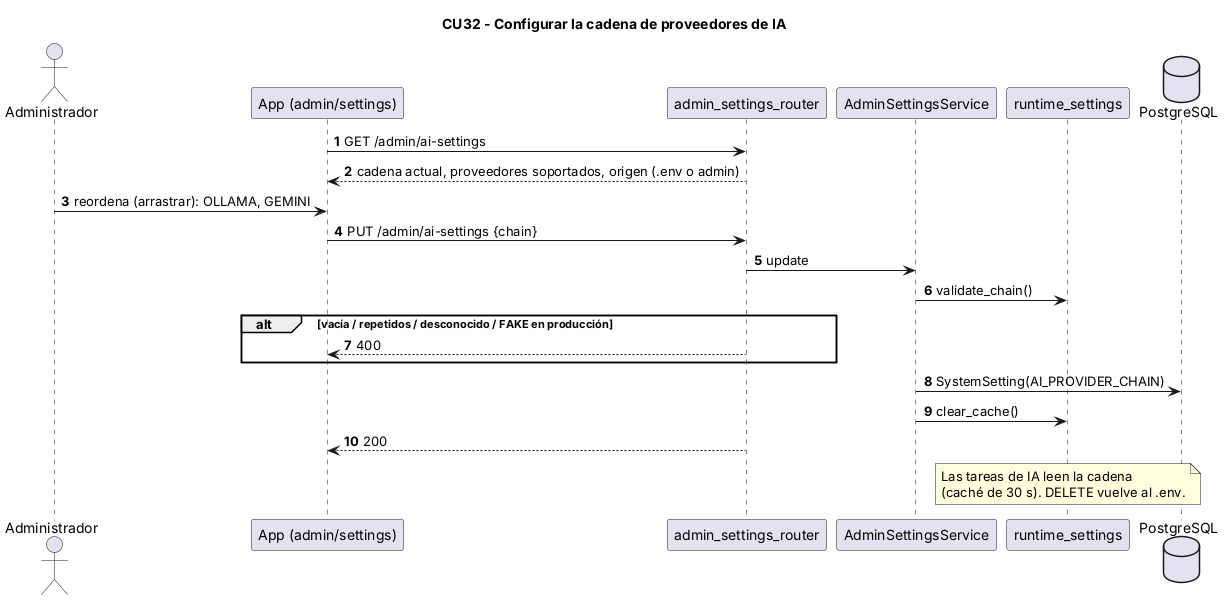 CU32 - Configurar la cadena de proveedores de IA
Administrador
App (admin/settings)
admin_settings_router
AdminSettingsService
runtime_settings
PostgreSQL
1 GET /admin/ai-settings
2 cadena actual, proveedores soportados, origen (.env o admin)
3 reordena (arrastrar): OLLAMA, GEMINI
4 PUT /admin/ai-settings {chain}
5 update
6 validate_chain()
alt [vacía / repetidos / desconocido / FAKE en producción]
7 400
8 SystemSetting(AI_PROVIDER_CHAIN)
9 clear_cache()
10 200
Las tareas de IA leen la cadena
(caché de 30 s). DELETE vuelve al .env.
Administrador
App (admin/settings)
admin_settings_router
AdminSettingsService
runtime_settings
PostgreSQL